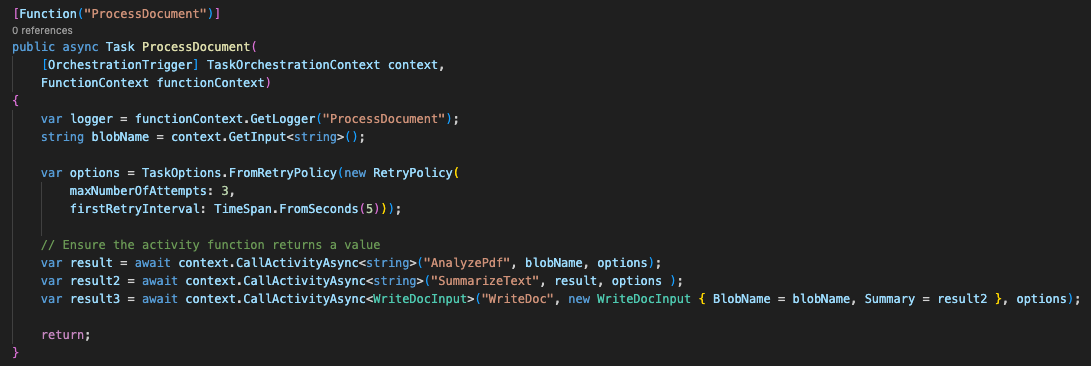 [Function("ProcessDocument")]
0 references
public async Task ProcessDocument(
    [OrchestrationTrigger] TaskOrchestrationContext context,
    FunctionContext functionContext)
{
    var logger = functionContext.GetLogger("ProcessDocument");
    string blobName = context.GetInput<string>();

    var options = TaskOptions.FromRetryPolicy(new RetryPolicy(
        maxNumberOfAttempts: 3,
        firstRetryInterval: TimeSpan.FromSeconds(5)));

    // Ensure the activity function returns a value
    var result = await context.CallActivityAsync<string>("AnalyzePdf", blobName, options);
    var result2 = await context.CallActivityAsync<string>("SummarizeText", result, options );
    var result3 = await context.CallActivityAsync<WriteDocInput>("WriteDoc", new WriteDocInput { BlobName = blobName, Summary = result2 }, options);

    return;
}